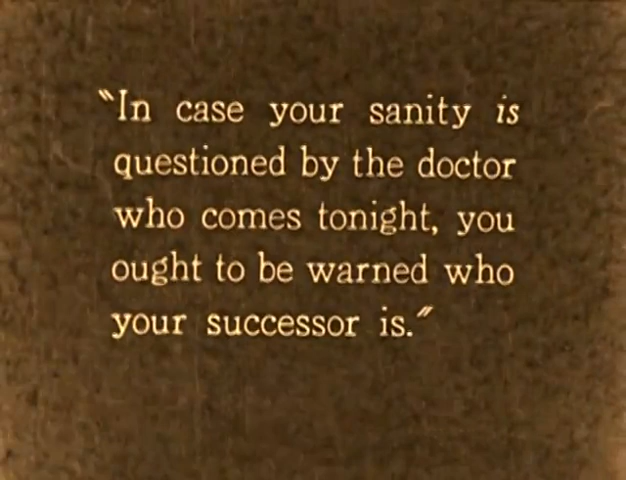 "In case your sanity is
questioned by the doctor
who comes tonight, you
ought to be warned who
your successor is."